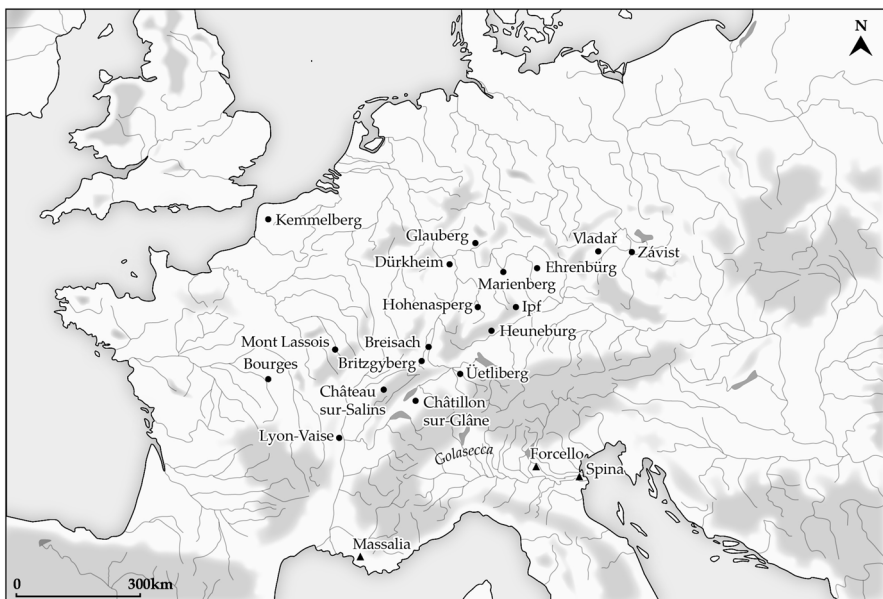 N
Kemmelberg
Glauberg
Vladař
Závist
Dürkheim
Ehrenbürg
Marienberg
Hohenasperg
Ipf
Heuneburg
Mont Lassois
Breisach
Bourges
Britzgyberg
Üetliberg
Château
sur-Salins
Châtillon
sur-Glâne
Lyon-Vaise
Golasecca
Forcello
Spina
Massalia
0
300km